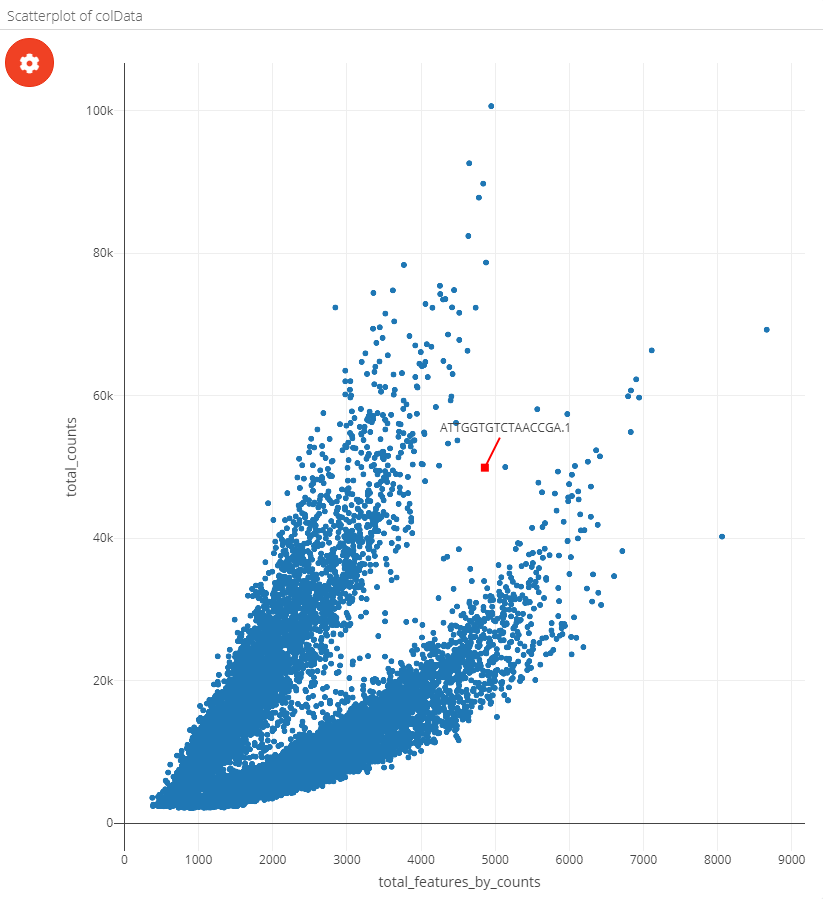 Scatterplot of colData
100k
80k
60k
40k
20k
0
total_counts
ATTGGTGTCTAACCGA.1
0 1000 2000 3000 4000 5000 6000 7000 8000 9000
total_features_by_counts